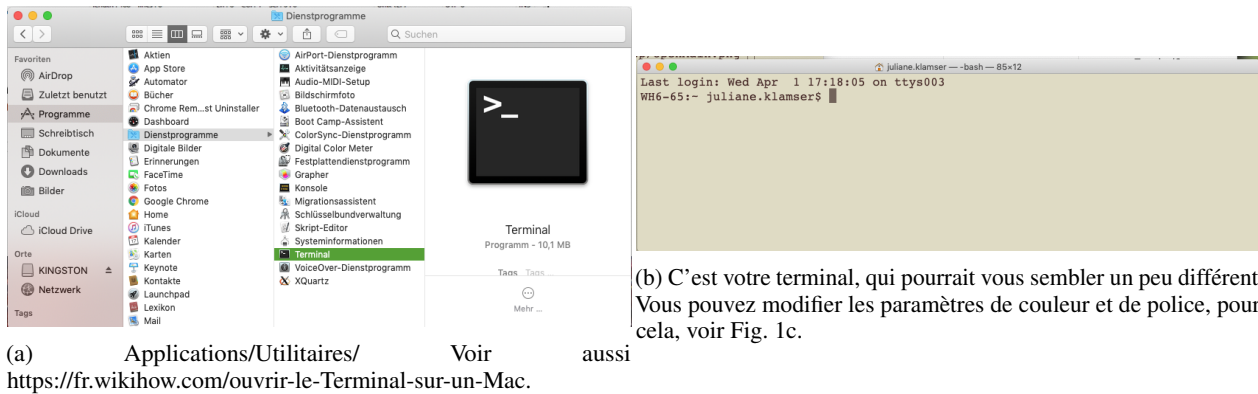 Dienstprogramme
Suchen
Favoriten
AirDrop
Zuletzt benutzt
Programme
Schreibtisch
Dokumente
Downloads
Bilder
iCloud
iCloud Drive
Orte
KINGSTON
Netzwerk
Tags
Aktien
App Store
Automator
Bücher
Chrome Rem...st Uninstaller
Dashboard
Dienstprogramme
Digitale Bilder
Erinnerungen
FaceTime
Fotos
Google Chrome
Home
iTunes
Kalender
Karten
Keynote
Kontakte
Launchpad
Lexikon
Mail
AirPort-Dienstprogramm
Aktivitätsanzeige
Audio-MIDI-Setup
Bildschirmfoto
Bluetooth-Datenaustausch
Boot Camp-Assistent
ColorSync-Dienstprogramm
Digital Color Meter
Festplattendienstprogramm
Grapher
Konsole
Migrationsassistent
Schlüsselbundverwaltung
Skript-Editor
Systeminformationen
Terminal
VoiceOver-Dienstprogramm
XQuartz
>_
Terminal
Programm - 10,1 MB
Tags Tags...
Mehr ...
(a) Applications/Utilitaires/ Voir aussi
https://fr.wikihow.com/ouvrir-le-Terminal-sur-un-Mac.
juliane.klamser — -bash — 85×12
Last login: Wed Apr  1 17:18:05 on ttys003
WH6-65:~ juliane.klamser$
(b) C'est votre terminal, qui pourrait vous sembler un peu différent
Vous pouvez modifier les paramètres de couleur et de police, pour
cela, voir Fig. 1c.